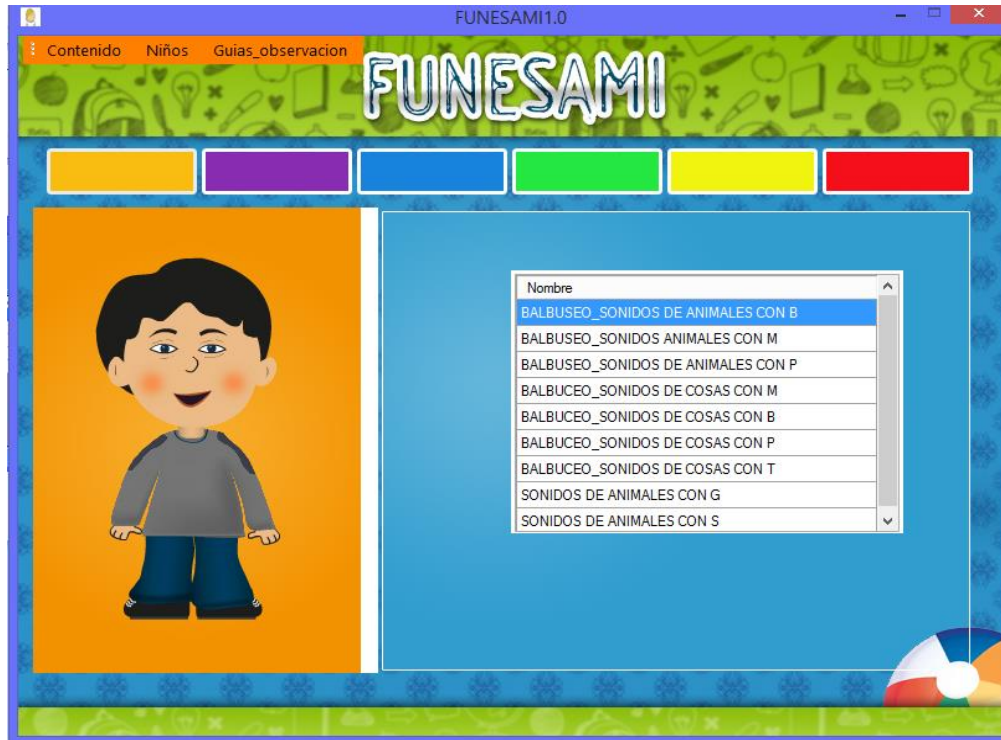 FUNESAMI1.0
Contenido Niños Guias_observacion
FUNESAMI
Nombre
BALBUSEO_SONIDOS DE ANIMALES CON B
BALBUSEO_SONIDOS ANIMALES CON M
BALBUSEO_SONIDOS DE ANIMALES CON P
BALBUCEO_SONIDOS DE COSAS CON M
BALBUCEO_SONIDOS DE COSAS CON B
BALBUCEO_SONIDOS DE COSAS CON P
BALBUCEO_SONIDOS DE COSAS CON T
SONIDOS DE ANIMALES CON G
SONIDOS DE ANIMALES CON S